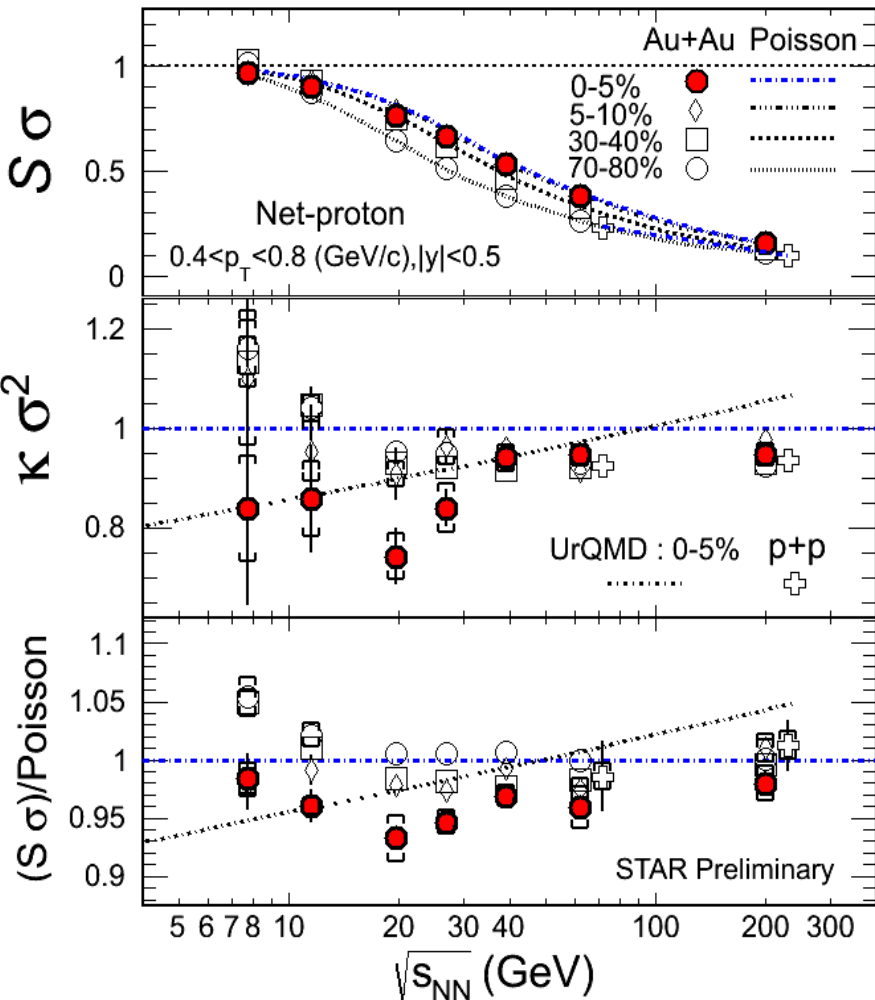 Au+Au Poisson
0-5%
5-10%
30-40%
70-80%
S σ
1
0.5
0
Net-proton
0.4<p_T<0.8 (GeV/c),|y|<0.5
κ σ²
1.2
1
0.8
UrQMD : 0-5% p+p
(S σ)/Poisson
1.1
1.05
1
0.95
0.9
STAR Preliminary
5 6 7 8 10 20 30 40 100 200 300
√s_NN (GeV)